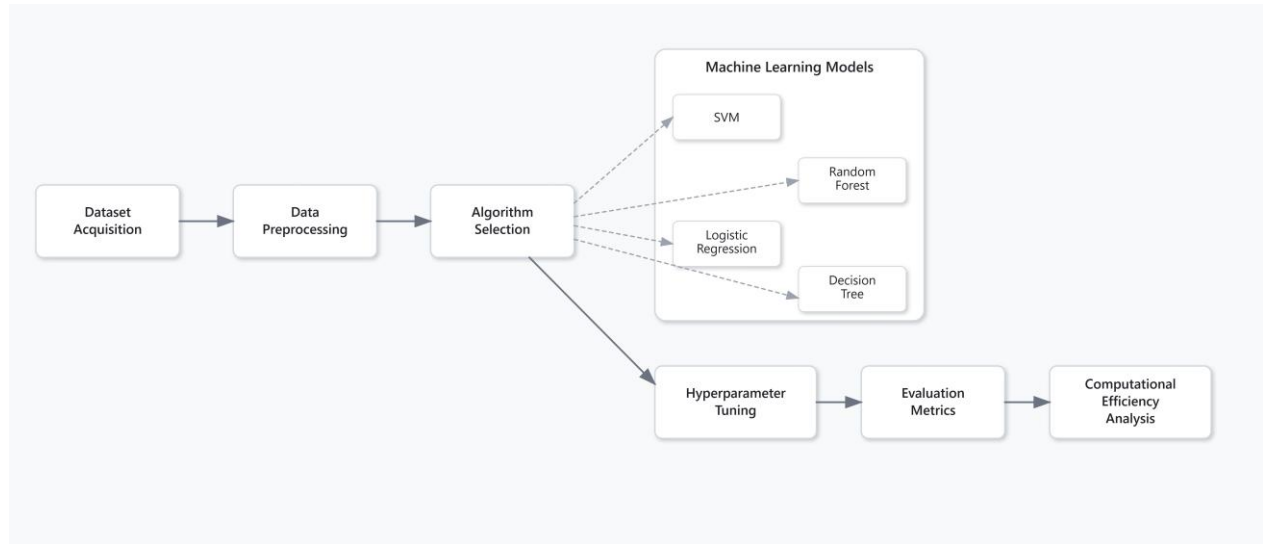 Machine Learning Models
SVM
Random
Forest
Dataset
Acquisition
Data
Preprocessing
Algorithm
Selection
Logistic
Regression
Decision
Tree
Hyperparameter
Tuning
Evaluation
Metrics
Computational
Efficiency
Analysis